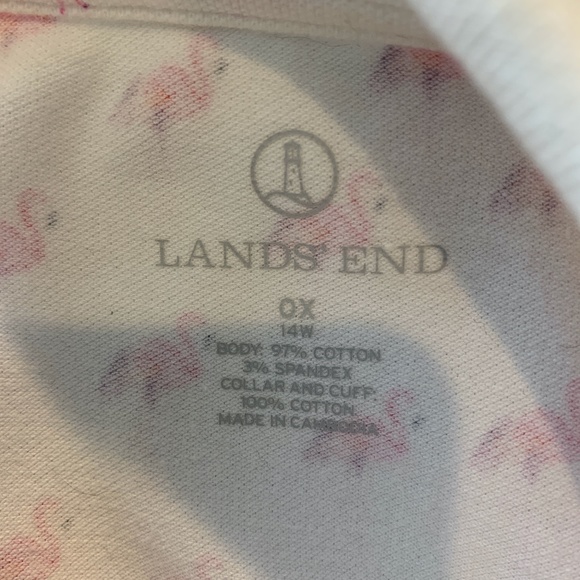 LANDS' END
0X
14W
BODY: 97% COTTON
3% SPANDEX
COLLAR AND CUFF:
100% COTTON
MADE IN CAMBODIA